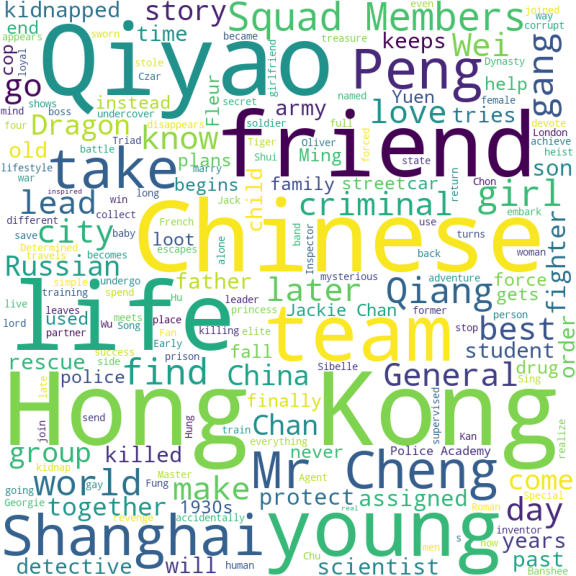 kidnapped
story
Squad Members
cop
end
Qiyao
time
keeps
Wei
gang
even
joined
way
corrupt
appears
sworn
stole
loyal
Czar
became
treasure
Dynasty
girlfriend
go
instead
Peng
help
mind
boss
shows
undercover
Fleur
secret
named
female
London
devote
achieve
heist
four
disappears
army
Yuen
love
tries
Dragon
know
friend
soldier
full
Tiger
Oliver
Shui
forced
state
Chon
old
battle
Triad
plans
Ming
son
lifestyle
marry
Jack
return
embark
take
war
win
long
begins
family
streetcar
girl
inspired
different
collect
child
criminal
lead
save
baby
French
alone
band
Inspector
use
turns
woman
fighter
city
becomes
escapes
mysterious
back
adventure
Chinese
Russian
Determined
travels
undergo
loot
later
Qiang
force
gets
simple
spend
father
Jackie Chan
best
order
live
training
Hu
princess
leader
former
life
team
student
lord
leaves
meets
Wu
place
elite
stop
person
used
Song
Fan
killing
Sing
partner
Early
fall
General
drug
success
side
prison
Sibelle
rescue
find
China
police
finally
supervised
late
join
send
Hung
train
everything
Kan
realize
Hong Kong
group
killed
Chan
never
Police Academy
kidnap
gay
Master
Agent
Special
going
Fung
Roman
world
make
Mr Cheng
come
Georgie
revenge
accidentally
real
men
now
inventor
together
1930s
protect
assigned
day
Shanghai
young
years
human
Chu
s
past
detective
will
scientist
Banshee